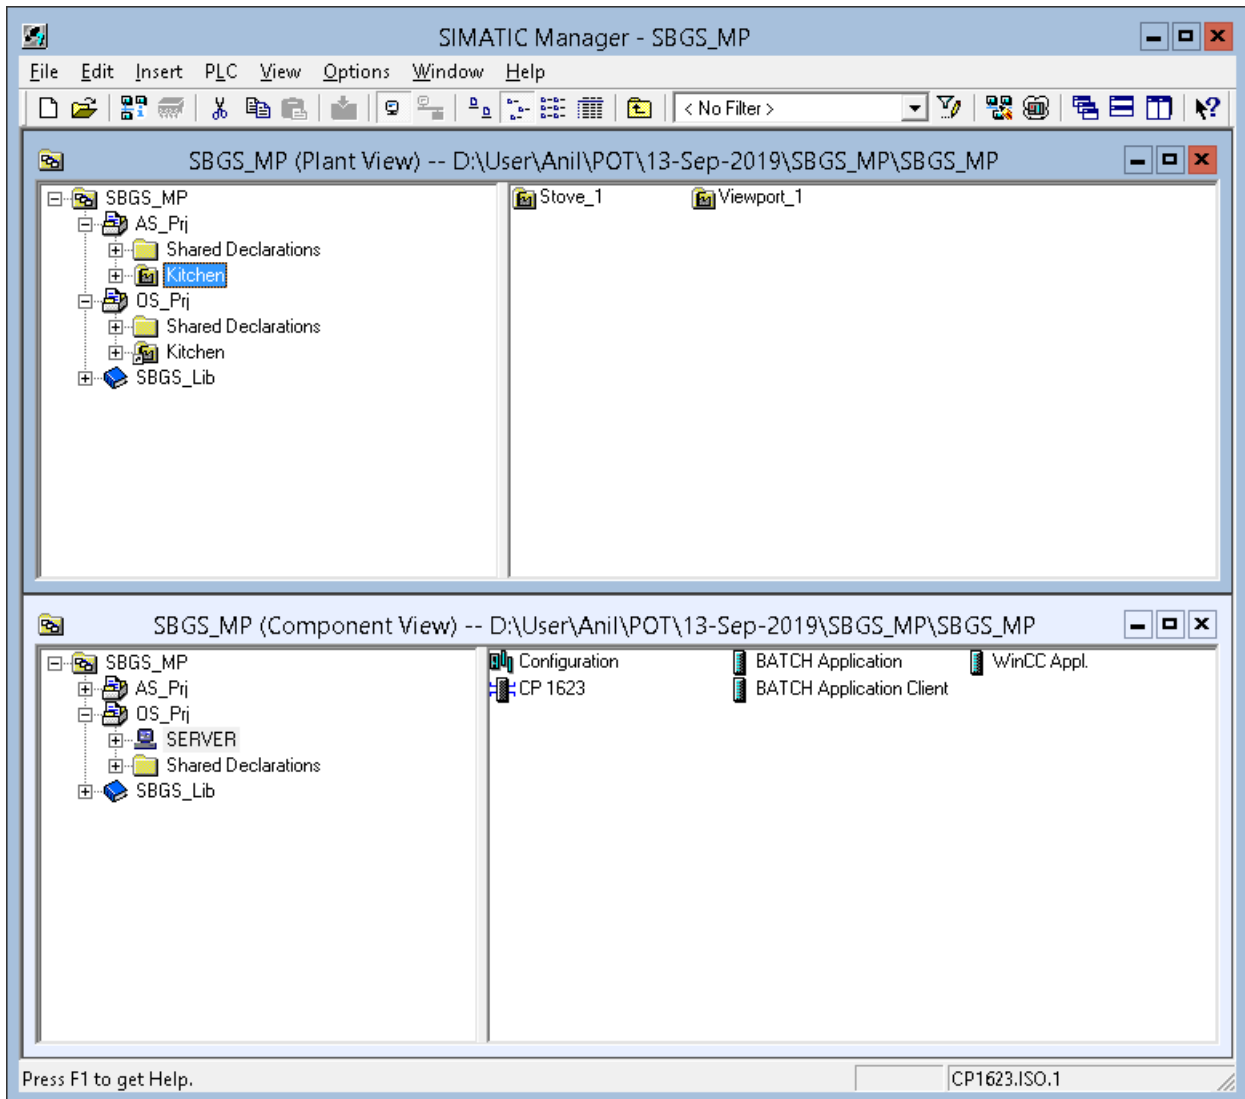 SIMATIC Manager - SBGS_MP
File Edit Insert PLC View Options Window Help
< No Filter >
SBGS_MP (Plant View) -- D:\User\Anil\POT\13-Sep-2019\SBGS_MP\SBGS_MP
SBGS_MP
AS_Prj
Shared Declarations
Kitchen
OS_Prj
Shared Declarations
Kitchen
SBGS_Lib
Stove_1 Viewport_1
SBGS_MP (Component View) -- D:\User\Anil\POT\13-Sep-2019\SBGS_MP\SBGS_MP
SBGS_MP
AS_Prj
OS_Prj
SERVER
Shared Declarations
SBGS_Lib
Configuration BATCH Application WinCC Appl.
CP 1623 BATCH Application Client
Press F1 to get Help. CP1623.ISO.1